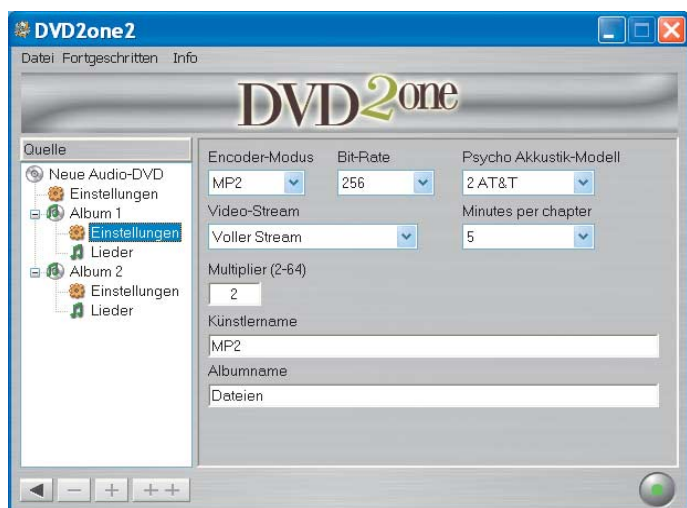 DVD2one2
Datei Fortgeschritten Info
DVD2one
Quelle
Neue Audio-DVD
Einstellungen
Album 1
Einstellungen
Lieder
Album 2
Einstellungen
Lieder
Encoder-Modus Bit-Rate Psycho Akkustik-Modell
MP2 256 2 AT&T
Video-Stream Minutes per chapter
Voller Stream 5
Multiplier (2-64)
2
Künstlername
MP2
Albumname
Dateien